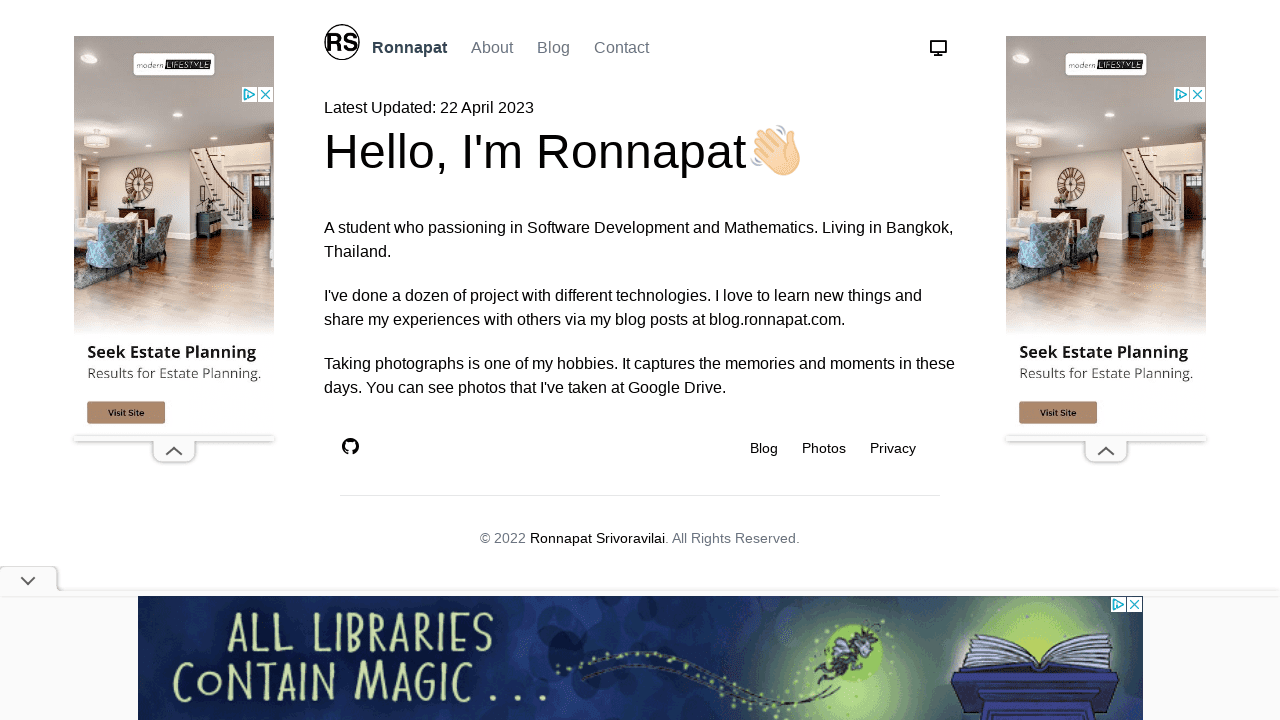 RS
Ronnapat About Blog Contact
modern LIFESTYLE
Seek Estate Planning
Results for Estate Planning.
Visit Site
Latest Updated: 22 April 2023
Hello, I'm Ronnapat👋🏻
A student who passioning in Software Development and Mathematics. Living in Bangkok,
Thailand.
I've done a dozen of project with different technologies. I love to learn new things and
share my experiences with others via my blog posts at blog.ronnapat.com.
Taking photographs is one of my hobbies. It captures the memories and moments in these
days. You can see photos that I've taken at Google Drive.
Blog Photos Privacy
© 2022 Ronnapat Srivoravilai. All Rights Reserved.
modern LIFESTYLE
Seek Estate Planning
Results for Estate Planning.
Visit Site
ALL LIBRARIES
CONTAIN MAGIC . . .